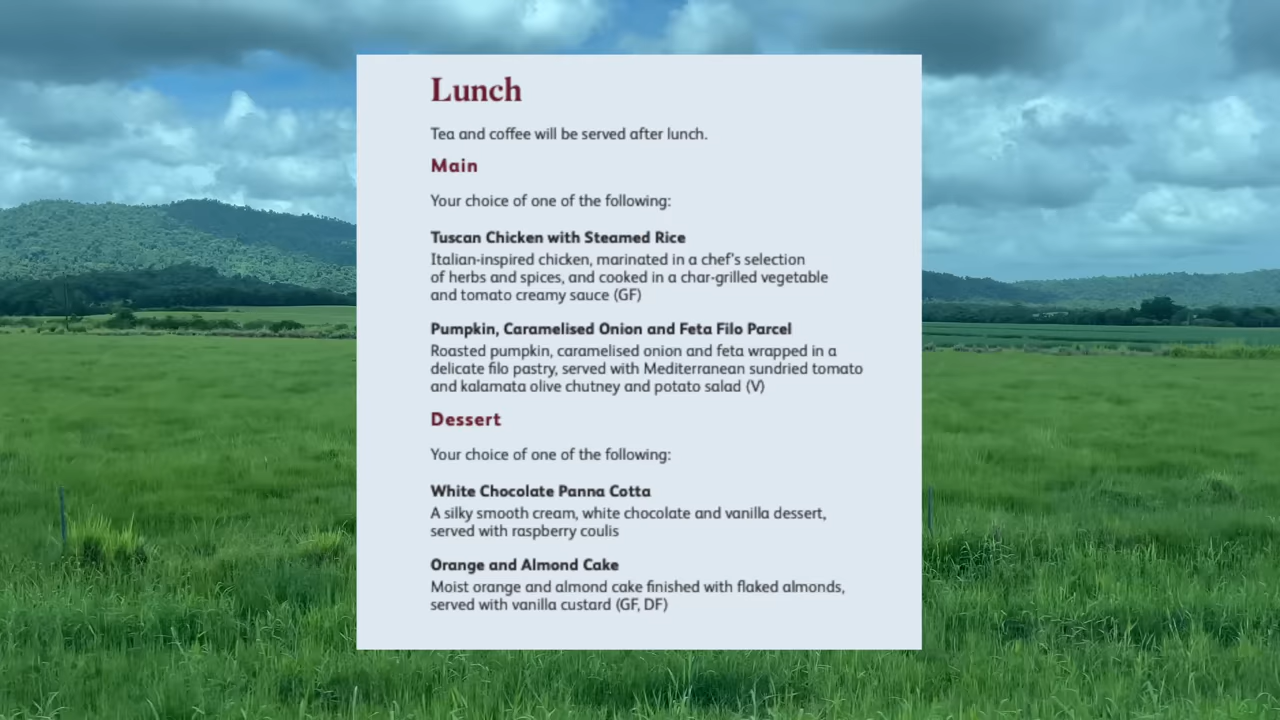 Lunch
Tea and coffee will be served after lunch.
Main
Your choice of one of the following:
Tuscan Chicken with Steamed Rice
Italian-inspired chicken, marinated in a chef's selection
of herbs and spices, and cooked in a char-grilled vegetable
and tomato creamy sauce (GF)
Pumpkin, Caramelised Onion and Feta Filo Parcel
Roasted pumpkin, caramelised onion and feta wrapped in a
delicate filo pastry, served with Mediterranean sundried tomato
and kalamata olive chutney and potato salad (V)
Dessert
Your choice of one of the following:
White Chocolate Panna Cotta
A silky smooth cream, white chocolate and vanilla dessert,
served with raspberry coulis
Orange and Almond Cake
Moist orange and almond cake finished with flaked almonds,
served with vanilla custard (GF, DF)